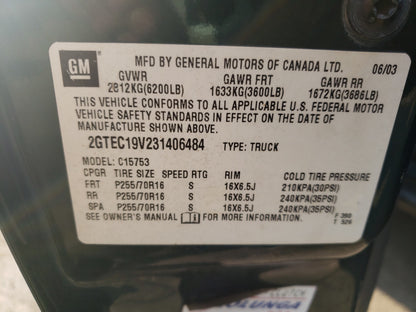 GM
MFD BY GENERAL MOTORS OF CANADA LTD. 06/03
GVWR GAWR FRT GAWR RR
2812KG(6200LB) 1633KG(3600LB) 1672KG(3686LB)
THIS VEHICLE CONFORMS TO ALL APPLICABLE U.S. FEDERAL MOTOR
VEHICLE SAFETY STANDARDS IN EFFECT ON THE DATE OF
MANUFACTURE SHOWN ABOVE.
2GTEC19V231406484 TYPE: TRUCK
MODEL: C15753
CPGR TIRE SIZE SPEED RTG RIM COLD TIRE PRESSURE
FRT P255/70R16 S 16X6.5J 210KPA(30PSI)
RR P255/70R16 S 16X6.5J 240KPA(35PSI)
SPA P255/70R16 S 16X6.5J 240KPA(35PSI)
SEE OWNER'S MANUAL FOR MORE INFORMATION.